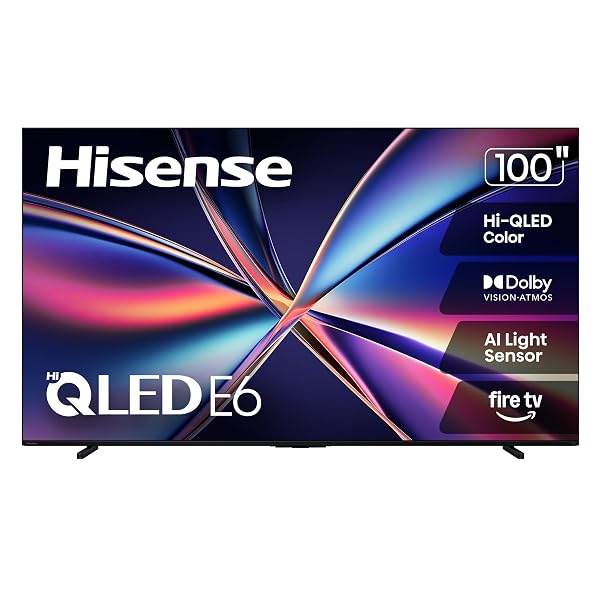 Hisense
100"
Hi-QLED
Color
Dolby
VISION-ATMOS
AI Light
Sensor
fire tv
Hi
QLED E6